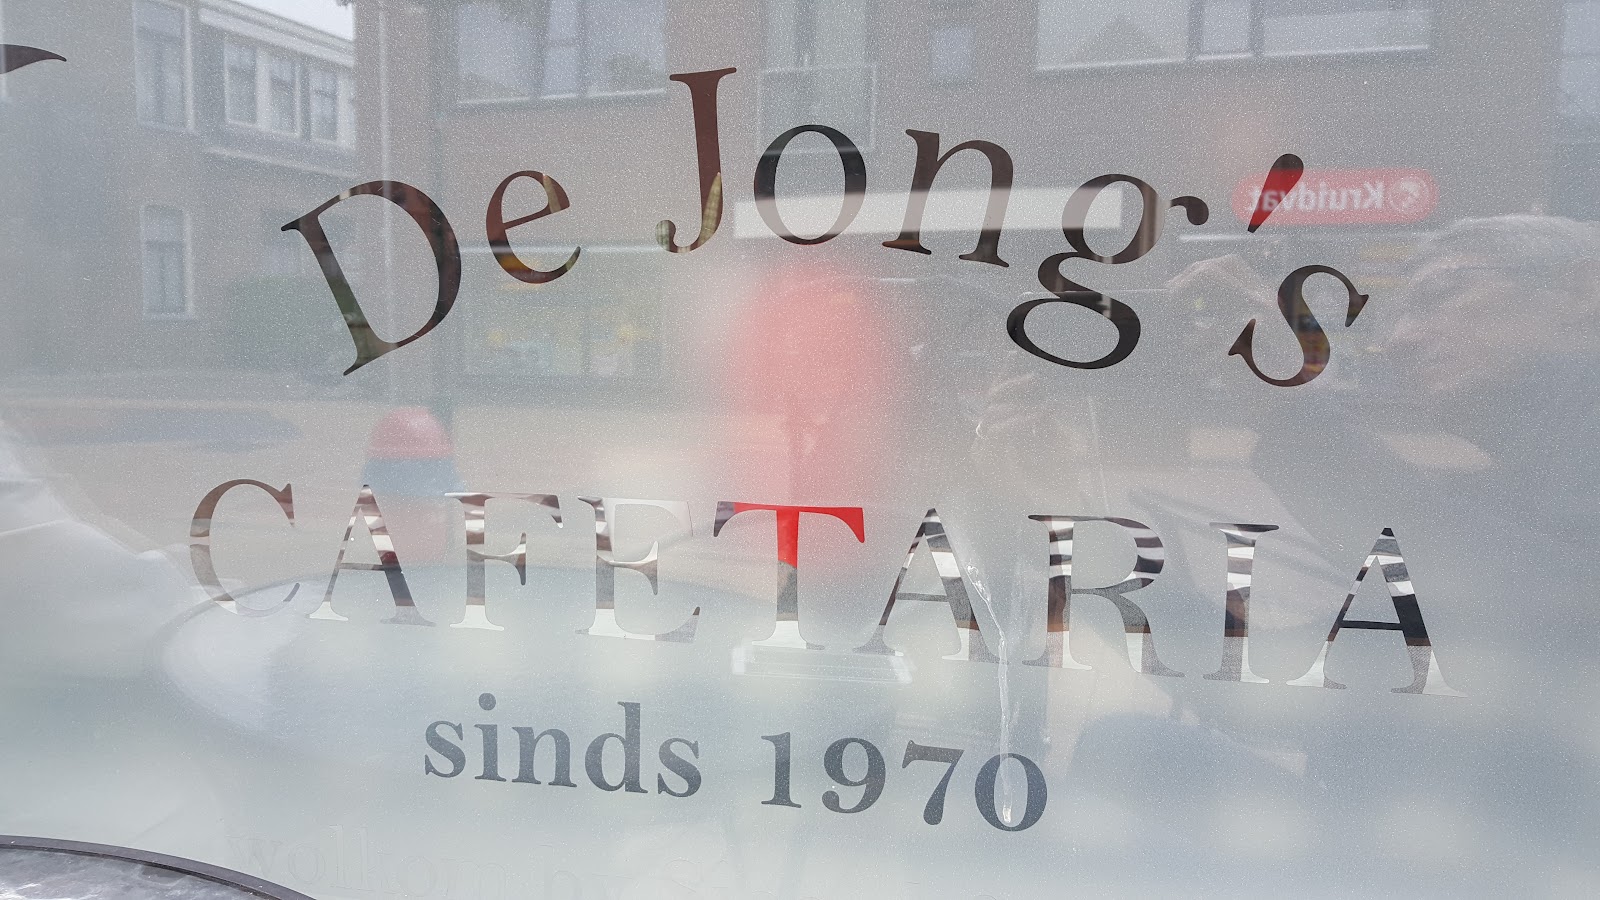 De Jong's
Kruidvat
CAFETARIA
sinds 1970